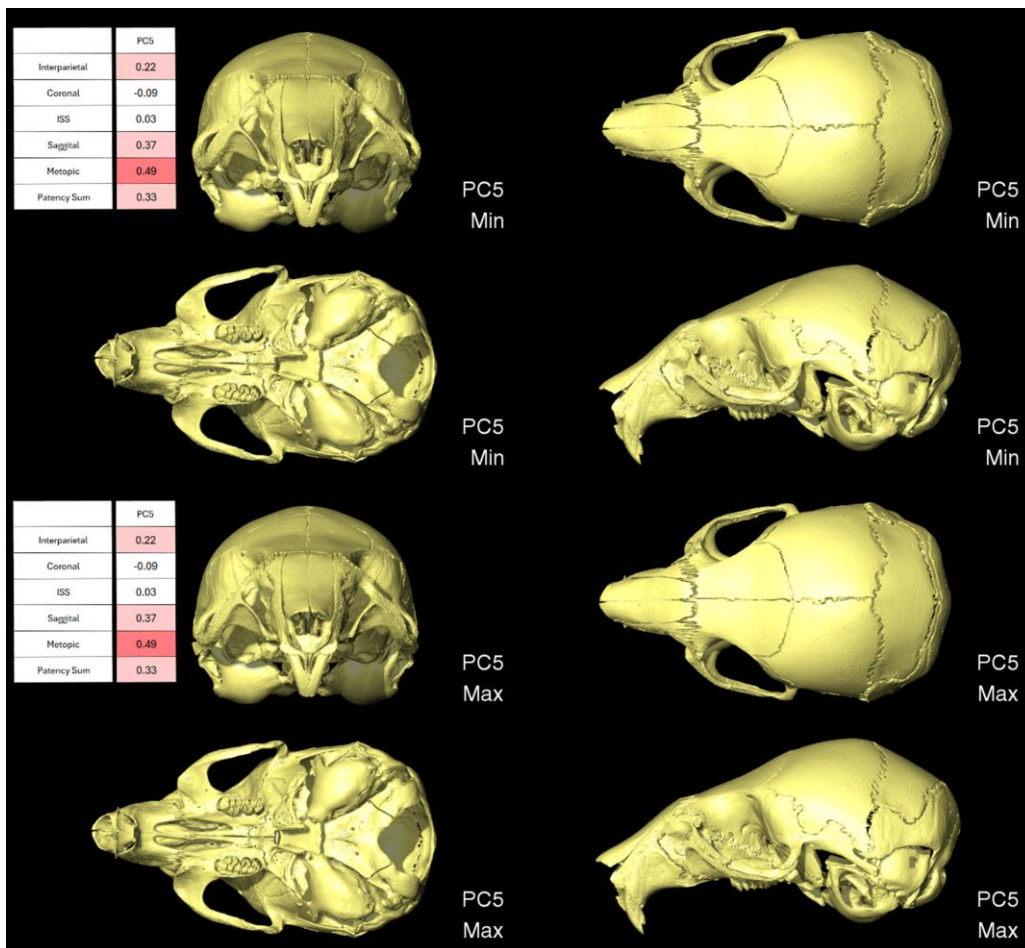 PC5
Interparietal 0.22
Coronal -0.09
ISS 0.03
Saggital 0.37
Metopic 0.49
Patency Sum 0.33
PC5
Min
PC5
Min
PC5
Min
PC5
Min
PC5
Interparietal 0.22
Coronal -0.09
ISS 0.03
Saggital 0.37
Metopic 0.49
Patency Sum 0.33
PC5
Max
PC5
Max
PC5
Max
PC5
Max